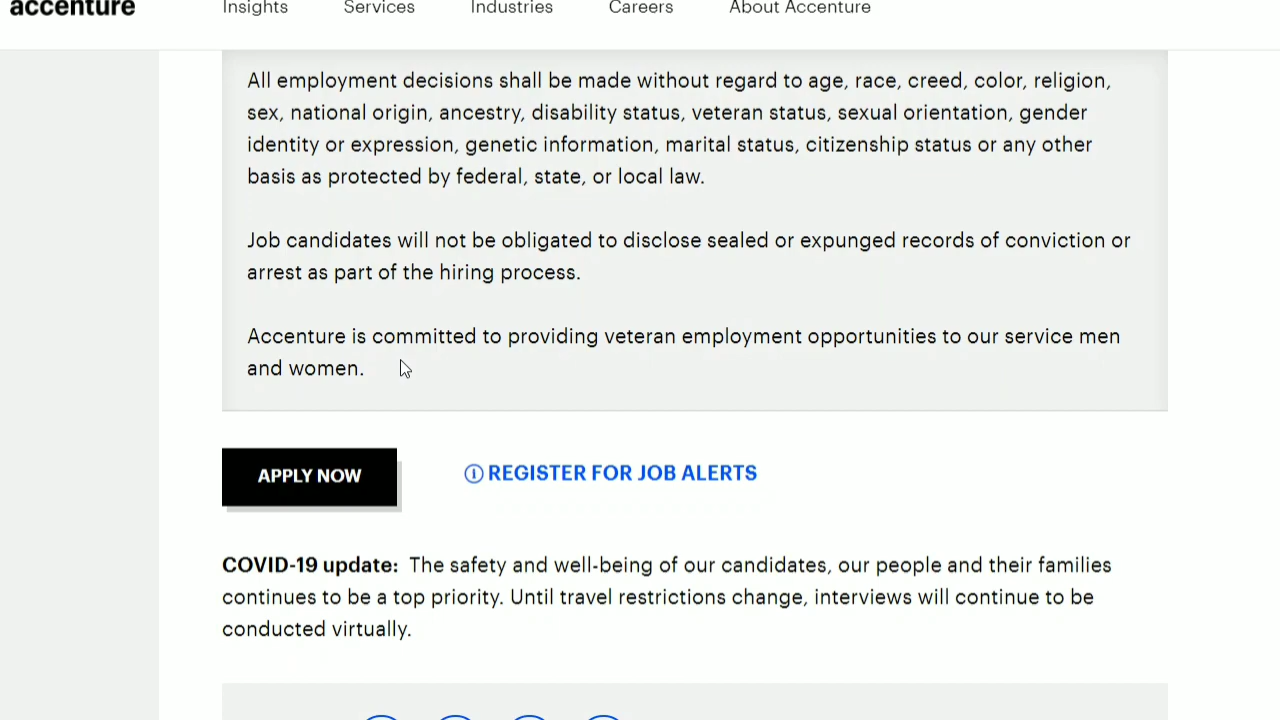 accenture
Insights Services Industries Careers About Accenture
All employment decisions shall be made without regard to age, race, creed, color, religion,
sex, national origin, ancestry, disability status, veteran status, sexual orientation, gender
identity or expression, genetic information, marital status, citizenship status or any other
basis as protected by federal, state, or local law.
Job candidates will not be obligated to disclose sealed or expunged records of conviction or
arrest as part of the hiring process.
Accenture is committed to providing veteran employment opportunities to our service men
and women.
APPLY NOW
REGISTER FOR JOB ALERTS
COVID-19 update: The safety and well-being of our candidates, our people and their families
continues to be a top priority. Until travel restrictions change, interviews will continue to be
conducted virtually.